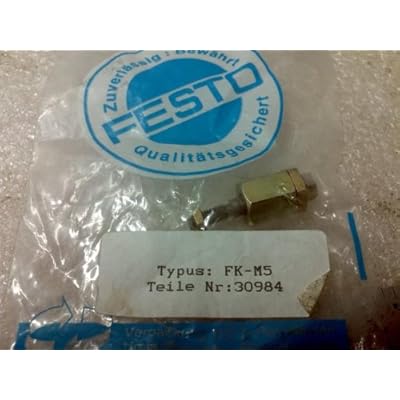 Zuverlässig: Bewährt
FESTO
Qualitätsgesichert
Typus: FK-M5
Teile Nr:30984